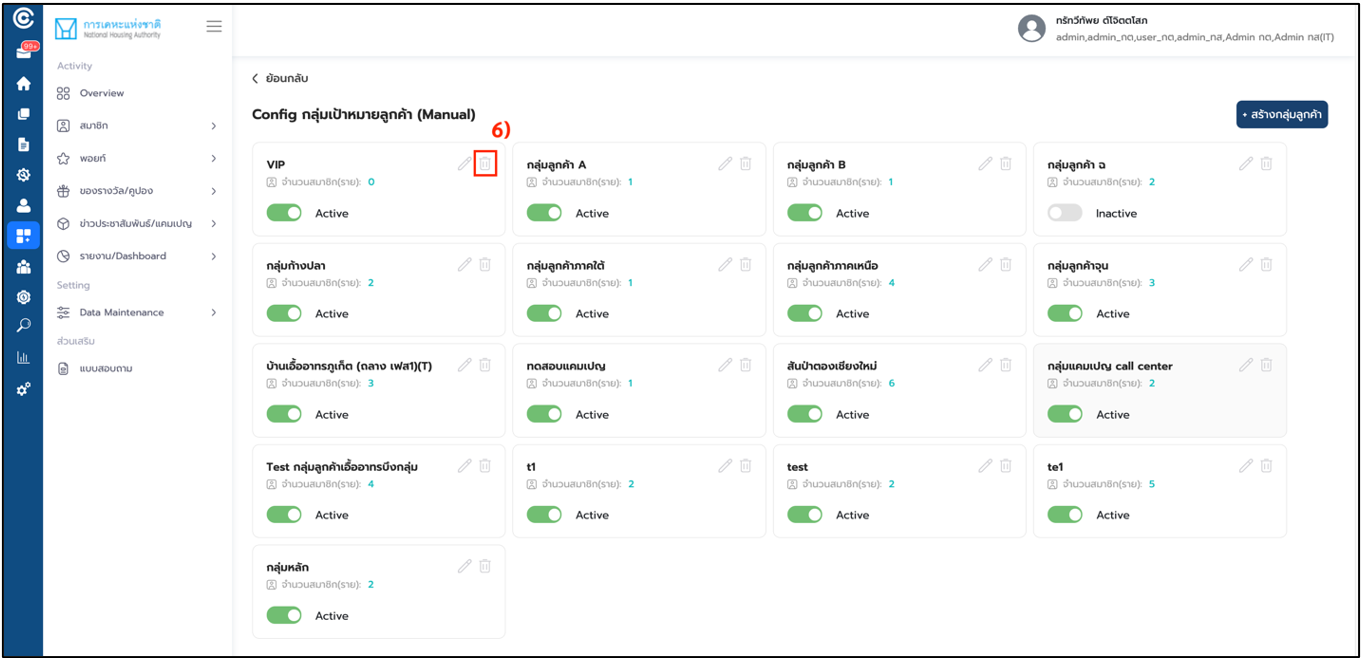 การเคหะแห่งชาติ
National Housing Authority
99+
ทรัทวีทัพย ตัโจิตตโสภ
admin,admin_กต,user_กต,admin_กส,Admin กต,Admin กส(IT)
Activity
Overview
สมาชิก
พอยท์
ของรางวัล/คูปอง
ข่าวประชาสัมพันธ์/แคมเปญ
รายงาน/Dashboard
Setting
Data Maintenance
ส่วนเสริม
แบบสอบถาม
ย้อนกลับ
Config กลุ่มเป้าหมายลูกค้า (Manual)
+ สร้างกลุ่มลูกค้า
6)
VIP
จำนวนสมาชิก(ราย): 0
Active
กลุ่มลูกค้า A
จำนวนสมาชิก(ราย): 1
Active
กลุ่มลูกค้า B
จำนวนสมาชิก(ราย): 1
Active
กลุ่มลูกค้า ฉ
จำนวนสมาชิก(ราย): 2
Inactive
กลุ่มก้างปลา
จำนวนสมาชิก(ราย): 2
Active
กลุ่มลูกค้าภาคใต้
จำนวนสมาชิก(ราย): 1
Active
กลุ่มลูกค้าภาคเหนือ
จำนวนสมาชิก(ราย): 4
Active
กลุ่มลูกค้าจุน
จำนวนสมาชิก(ราย): 3
Active
บ้านเอื้ออาทรภูเก็ต (ถลาง เฟส1)(T)
จำนวนสมาชิก(ราย): 3
Active
ทดสอบแคมเปญ
จำนวนสมาชิก(ราย): 1
Active
สันป่าตองเชียงใหม่
จำนวนสมาชิก(ราย): 6
Active
กลุ่มแคมเปญ call center
จำนวนสมาชิก(ราย): 2
Active
Test กลุ่มลูกค้าเอื้ออาทรบึงกลุ่ม
จำนวนสมาชิก(ราย): 4
Active
t1
จำนวนสมาชิก(ราย): 2
Active
test
จำนวนสมาชิก(ราย): 2
Active
te1
จำนวนสมาชิก(ราย): 5
Active
กลุ่มหลัก
จำนวนสมาชิก(ราย): 2
Active